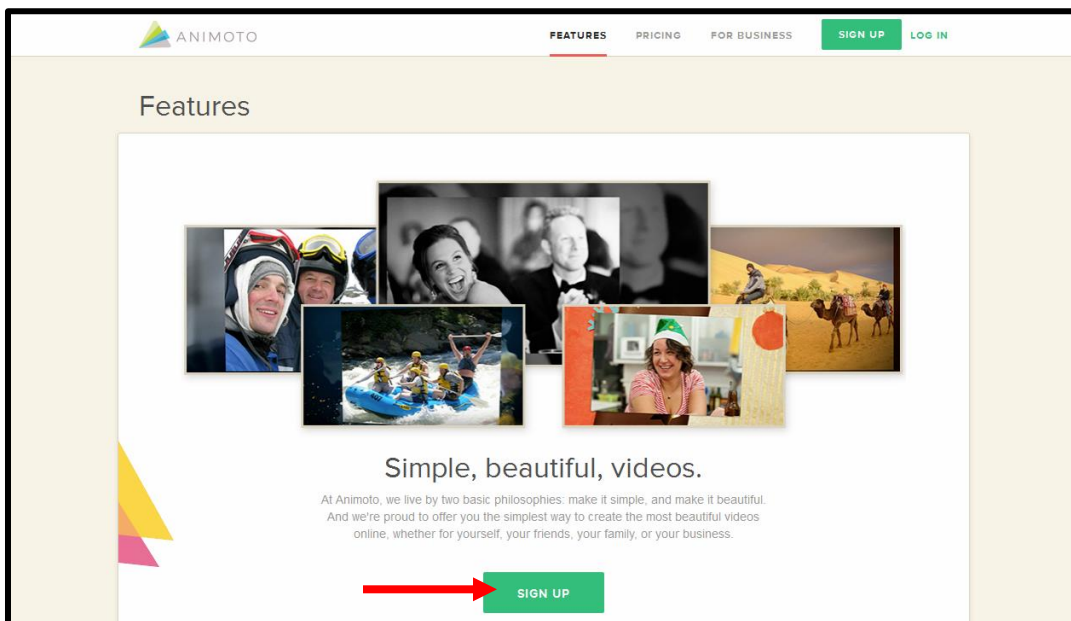 ANIMOTO
FEATURES PRICING FOR BUSINESS SIGN UP LOG IN
Features
Simple, beautiful, videos.
At Animoto, we live by two basic philosophies: make it simple, and make it beautiful.
And we're proud to offer you the simplest way to create the most beautiful videos
online, whether for yourself, your friends, your family, or your business.
SIGN UP